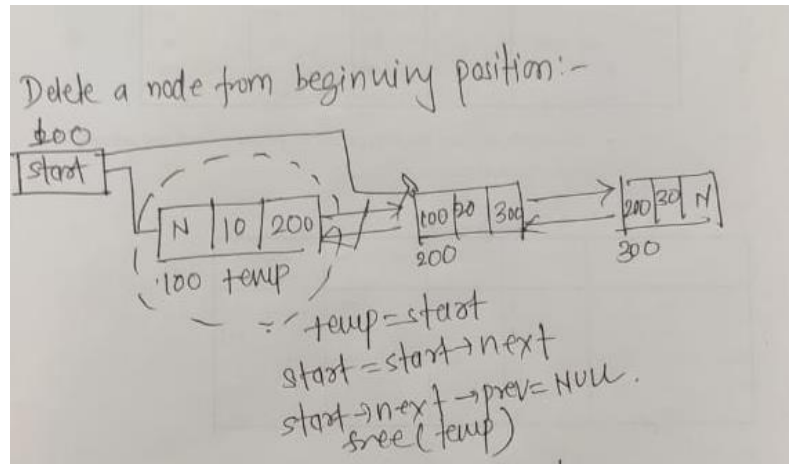 Delete a node from beginning position:-
200
start
N 10 200
100 20 300
200 30 N
100 temp
200
300
temp=start
start=start→next
start→next→prev=NULL.
free(temp)